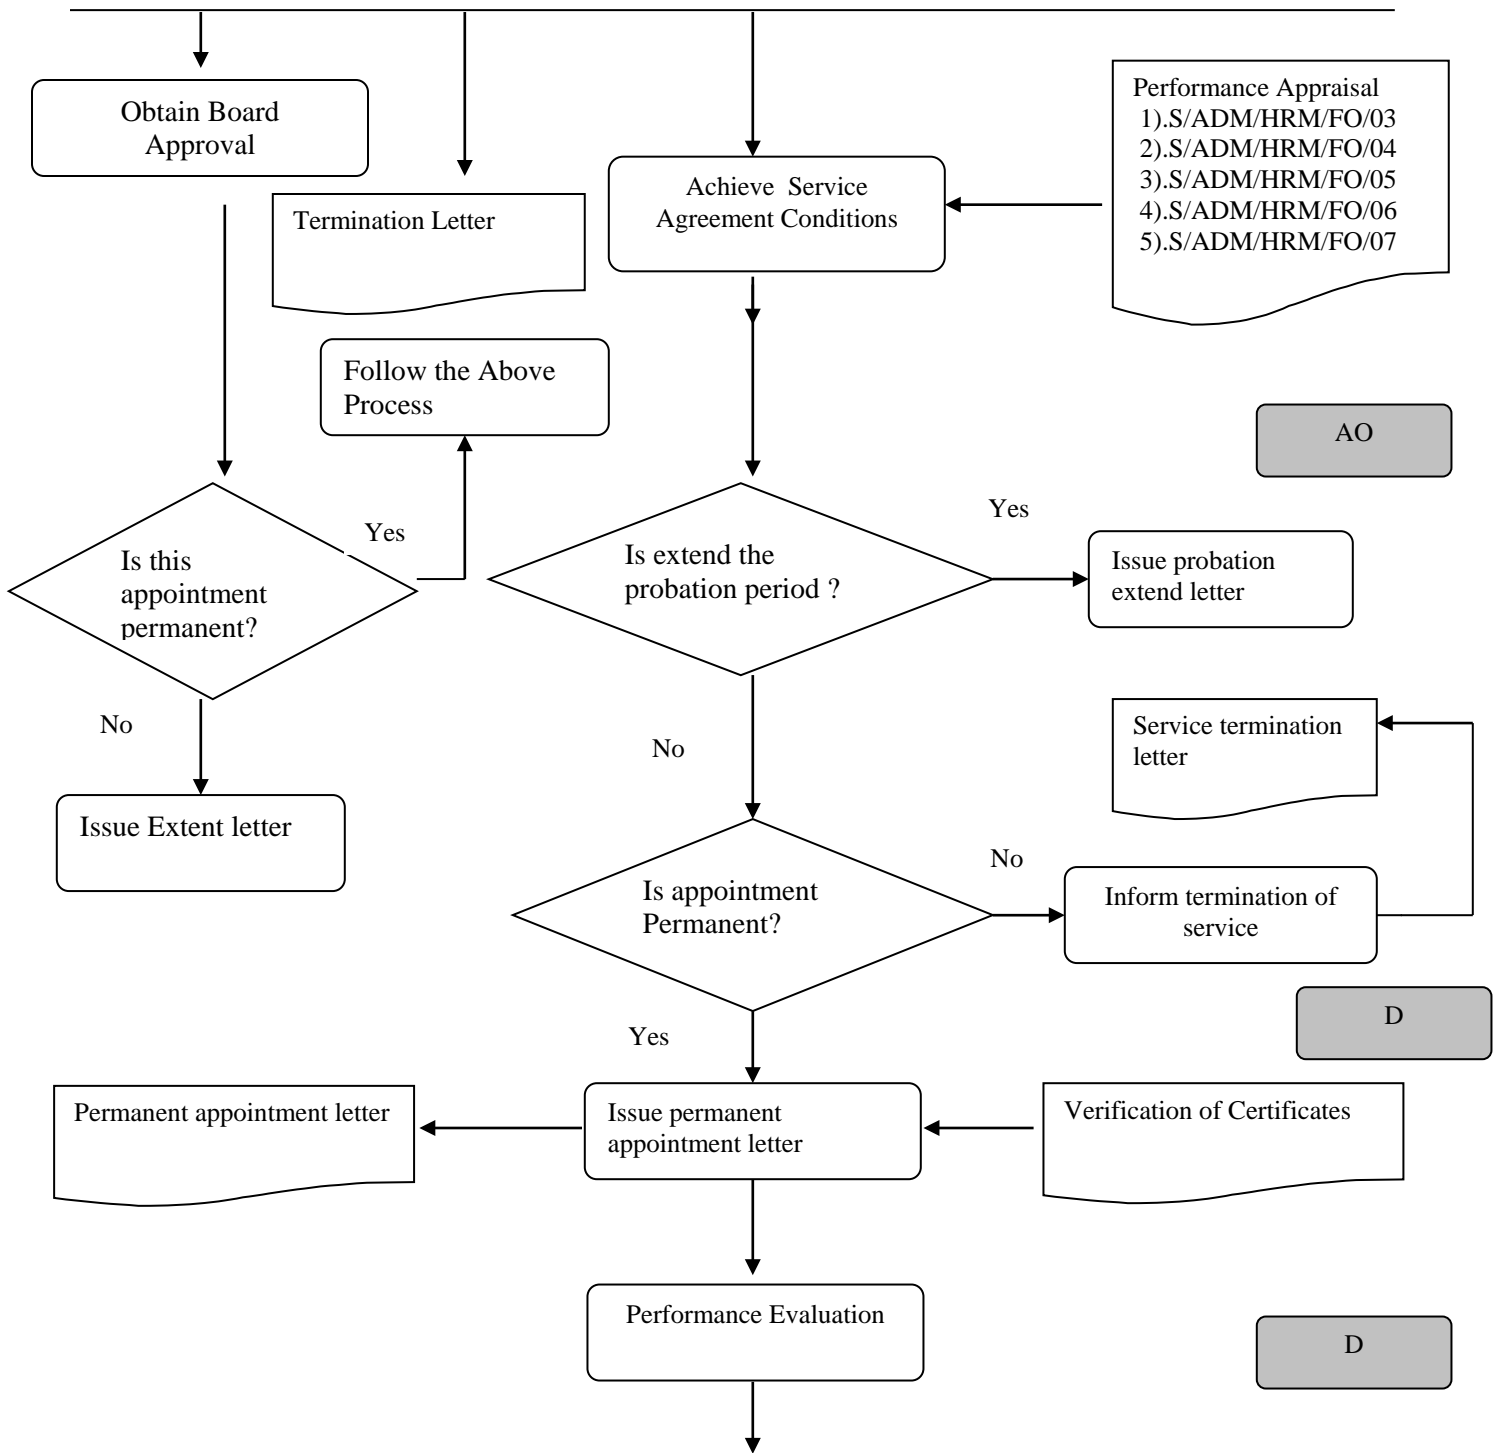 Obtain Board
Approval
Termination Letter
Achieve Service
Agreement Conditions
Performance Appraisal
1).S/ADM/HRM/FO/03
2).S/ADM/HRM/FO/04
3).S/ADM/HRM/FO/05
4).S/ADM/HRM/FO/06
5).S/ADM/HRM/FO/07
Follow the Above
Process
AO
Is this
appointment
permanent?
Yes
Is extend the
probation period ?
Yes
Issue probation
extend letter
No
Issue Extent letter
No
Service termination
letter
Is appointment
Permanent?
No
Inform termination of
service
D
Yes
Permanent appointment letter
Issue permanent
appointment letter
Verification of Certificates
Performance Evaluation
D